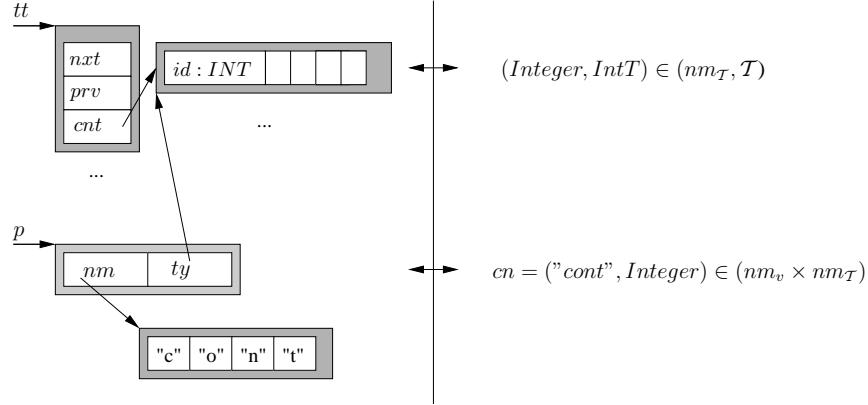 tt
nxt
id : INT
(Integer, IntT) ∈ (nm_𝒯, 𝒯)
prv
cnt
...
...
p
nm ty
cn = ("cont", Integer) ∈ (nm_v × nm_𝒯)
"c" "o" "n" "t"